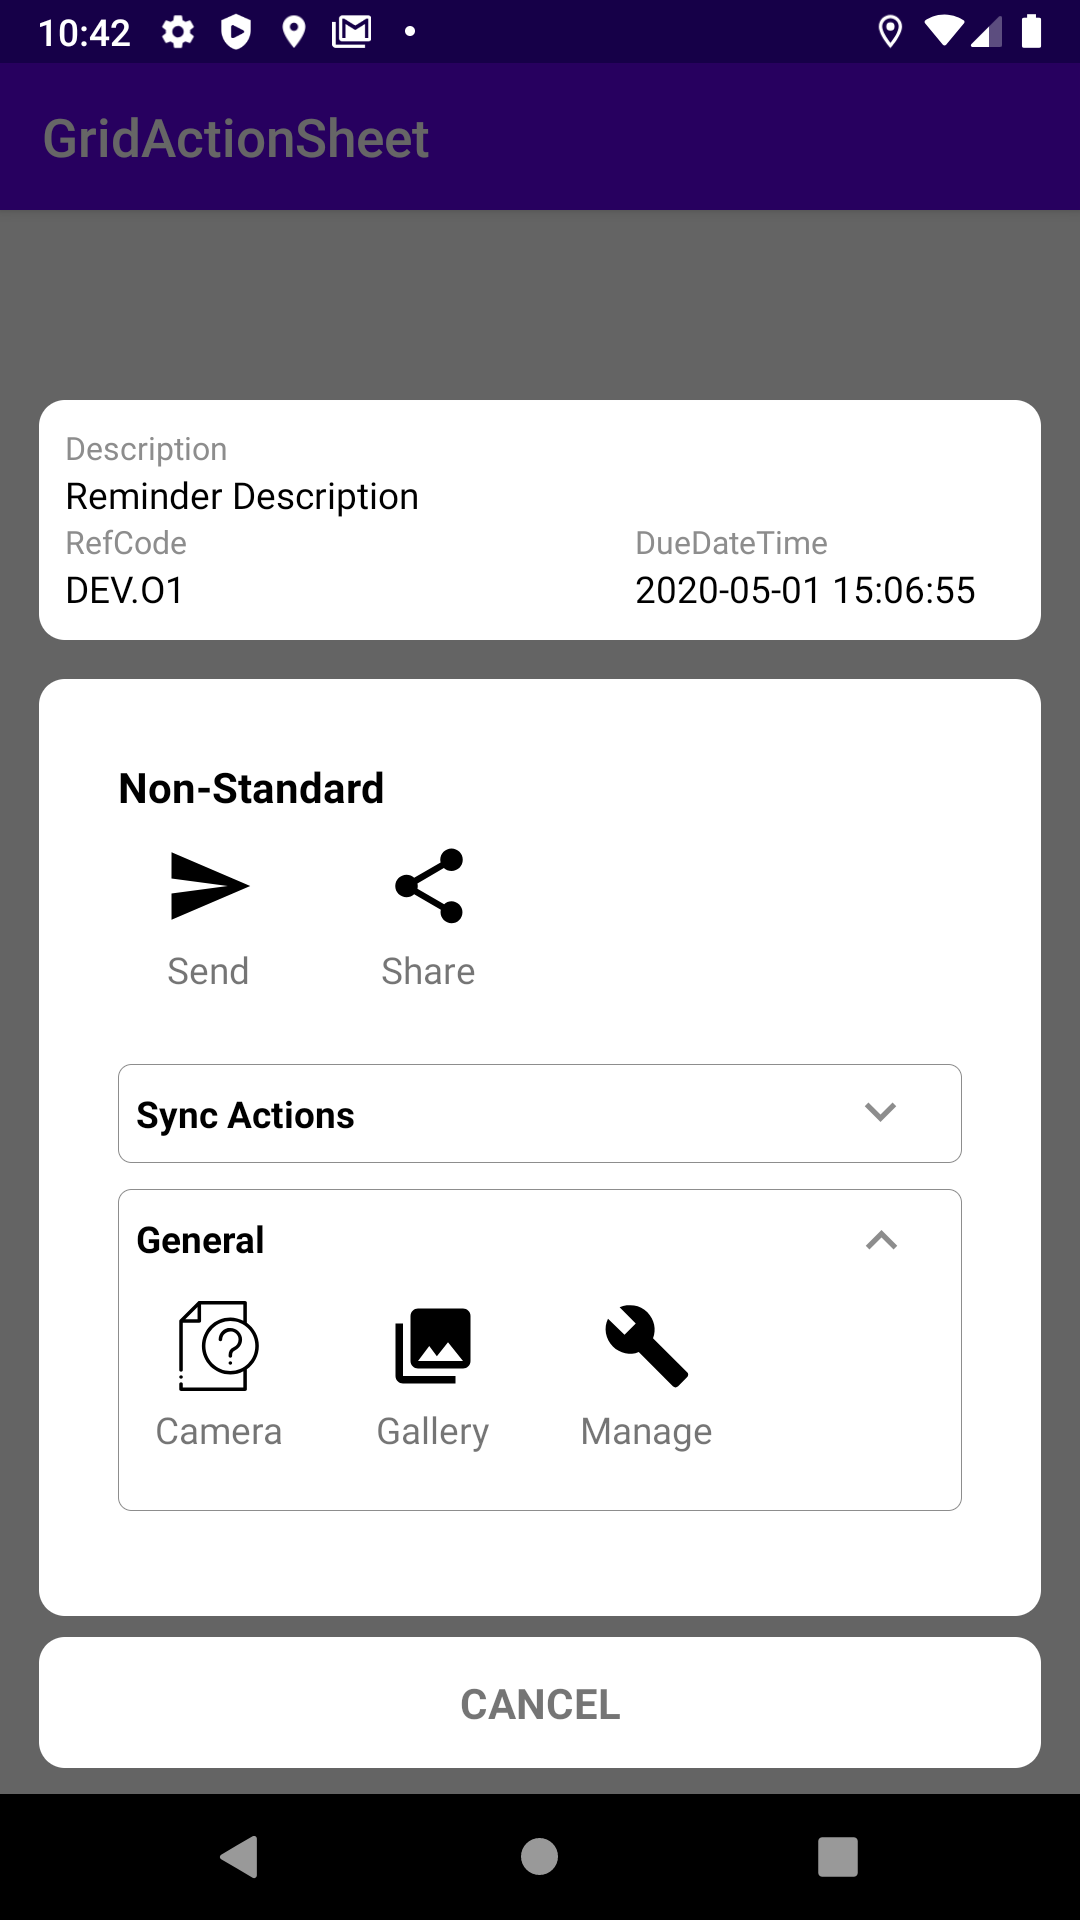 10:42
GridActionSheet
Description
Reminder Description
RefCode DueDateTime
DEV.O1 2020-05-01 15:06:55
Non-Standard
Send Share
Sync Actions
General
Camera Gallery Manage
CANCEL